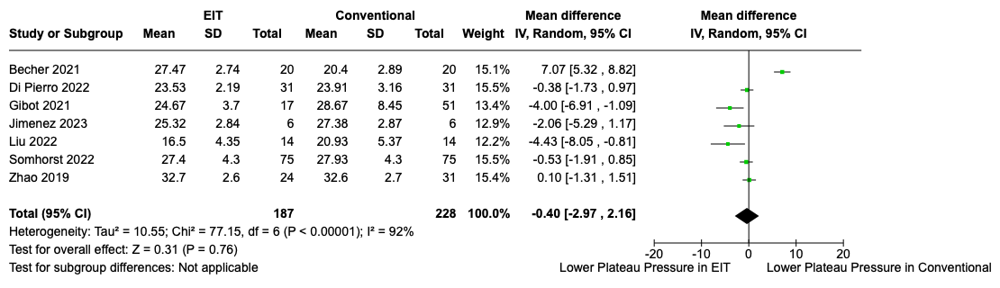 EIT Conventional Mean difference Mean difference
Study or Subgroup Mean SD Total Mean SD Total Weight IV, Random, 95% CI IV, Random, 95% CI
Becher 2021 27.47 2.74 20 20.4 2.89 20 15.1% 7.07 [5.32 , 8.82]
Di Pierro 2022 23.53 2.19 31 23.91 3.16 31 15.5% -0.38 [-1.73 , 0.97]
Gibot 2021 24.67 3.7 17 28.67 8.45 51 13.4% -4.00 [-6.91 , -1.09]
Jimenez 2023 25.32 2.84 6 27.38 2.87 6 12.9% -2.06 [-5.29 , 1.17]
Liu 2022 16.5 4.35 14 20.93 5.37 14 12.2% -4.43 [-8.05 , -0.81]
Somhorst 2022 27.4 4.3 75 27.93 4.3 75 15.5% -0.53 [-1.91 , 0.85]
Zhao 2019 32.7 2.6 24 32.6 2.7 31 15.4% 0.10 [-1.31 , 1.51]
Total (95% CI) 187 228 100.0% -0.40 [-2.97 , 2.16]
Heterogeneity: Tau² = 10.55; Chi² = 77.15, df = 6 (P < 0.00001); I² = 92%
Test for overall effect: Z = 0.31 (P = 0.76)
Test for subgroup differences: Not applicable
-20 -10 0 10 20
Lower Plateau Pressure in EIT Lower Plateau Pressure in Conventional